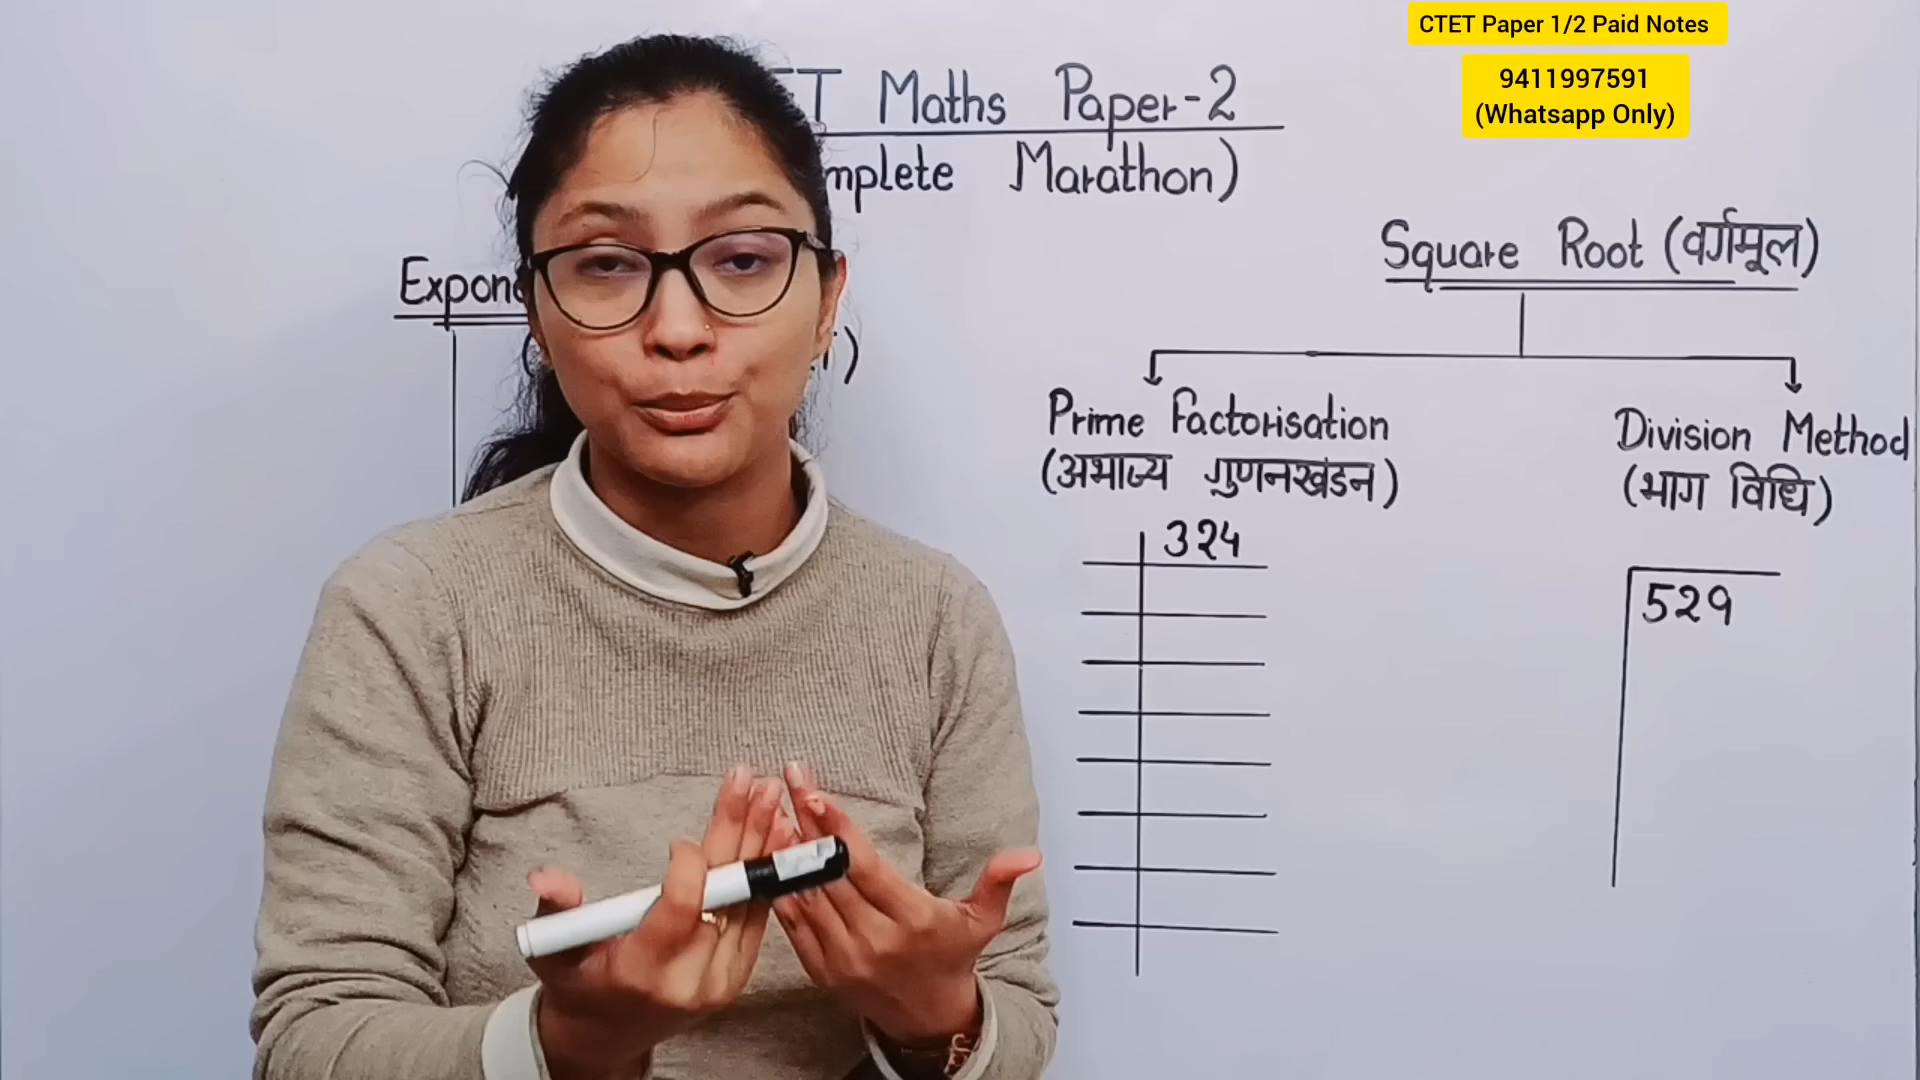 CTET Paper 1/2 Paid Notes
9411997591
(Whatsapp Only)
Maths Paper-2
Marathon)
Square Root (वर्गमूल)
Prime Factorisation
(अभाज्य गुणनखंडन)
324
Division Method
(भाग विधि)
529